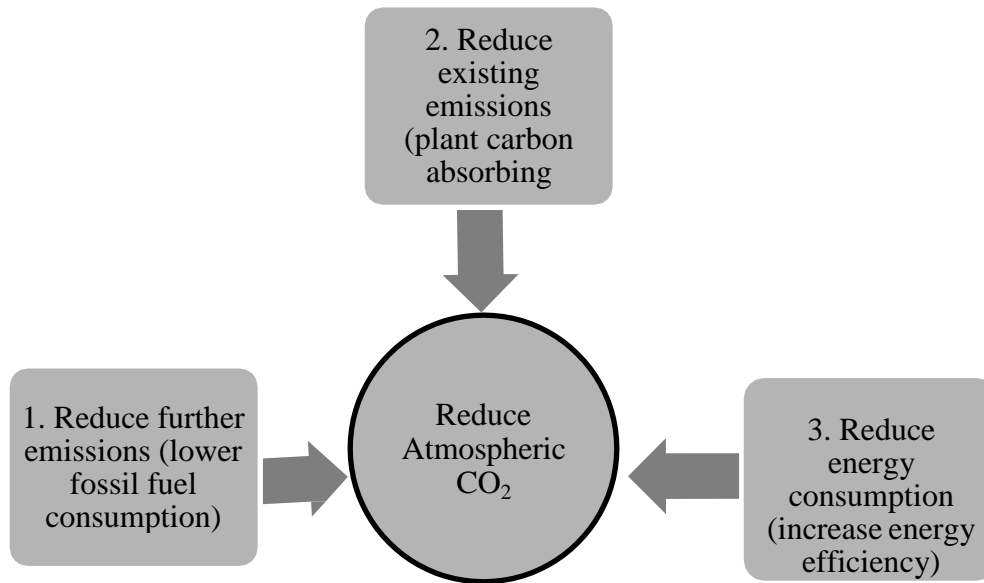 2. Reduce
existing
emissions
(plant carbon
absorbing
1. Reduce further
emissions (lower
fossil fuel
consumption)
Reduce
Atmospheric
CO₂
3. Reduce
energy
consumption
(increase energy
efficiency)